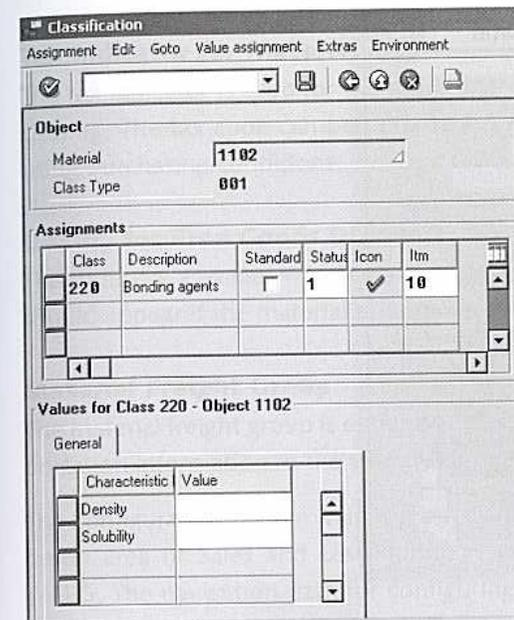 Classification
Assignment Edit Goto Value assignment Extras Environment
Object
Material 1102
Class Type 001
Assignments
Class Description Standard Status Icon Itm
220 Bonding agents 1 10
Values for Class 220 - Object 1102
General
Characteristic Value
Density
Solubility